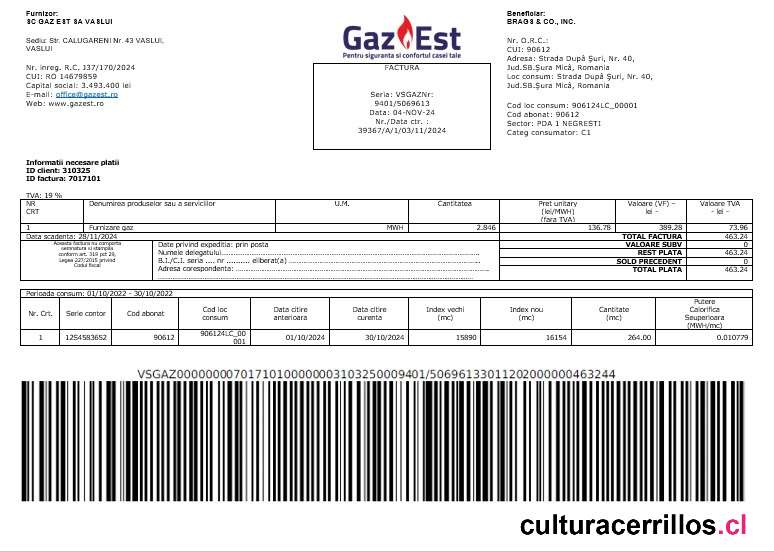 Furnizor:
SC GAZ EST SA VASLUI
Sediu: Str. CALUGARENI Nr. 43 VASLUI,
VASLUI
Nr. inreg. R.C. J37/170/2024
CUI: RO 14679859
Capital social: 3.493.400 lei
E-mail: office@gazest.ro
Web: www.gazest.ro
Gaz Est
Pentru siguranta si confortul casei tale
FACTURA
Seria: VSGAZNr:
9401/5069613
Data: 04-NOV-24
Nr./Data ctr. :
39367/A/1/03/11/2024
Beneficiar:
BRAGS & CO., INC.
Nr. O.R.C.:
CUI: 90612
Adresa: Strada După Şuri, Nr. 40,
Jud.SB.Şura Mică, Romania
Loc consum: Strada După Şuri, Nr. 40,
Jud.SB.Şura Mică, Romania
Cod loc consum: 906124LC_00001
Cod abonat: 90612
Sector: PDA 1 NEGRESTI
Categ consumator: C1
Informatii necesare platii
ID client: 310325
ID factura: 7017101
TVA: 19 %
NR CRT Denumirea produselor sau a serviciilor U.M. Cantitatea Pret unitary (lei/MWH) (fara TVA) Valoare (VF) – lei – Valoare TVA - lei –
1 Furnizare gaz MWH 2.846 136.78 389.28 73.96
Data scadenta: 28/11/2024 TOTAL FACTURA 463.24
Aceasta factura nu comporta
semnatura si stampila
conform art. 319 pct 29,
Legea 227/2015 privind
Codul fiscal
Date privind expeditia: prin posta
Numele delegatului
B.I./C.I. seria .... nr ......... eliberat(a)
Adresa corespondenta:
VALOARE SUBV 0
REST PLATA 463.24
SOLD PRECEDENT 0
TOTAL PLATA 463.24
Perioada consum: 01/10/2022 - 30/10/2022
Nr. Crt. Serie contor Cod abonat Cod loc consum Data citire anterioara Data citire curenta Index vechi (mc) Index nou (mc) Cantitate (mc) Putere Calorifica Seuperioara (MWH/mc)
1 1254583652 90612 906124LC_00001 01/10/2024 30/10/2024 15890 16154 264.00 0.010779
VSGAZ000000070171010000003103250009401/50696133011202000000463244
culturacerrillos.cl